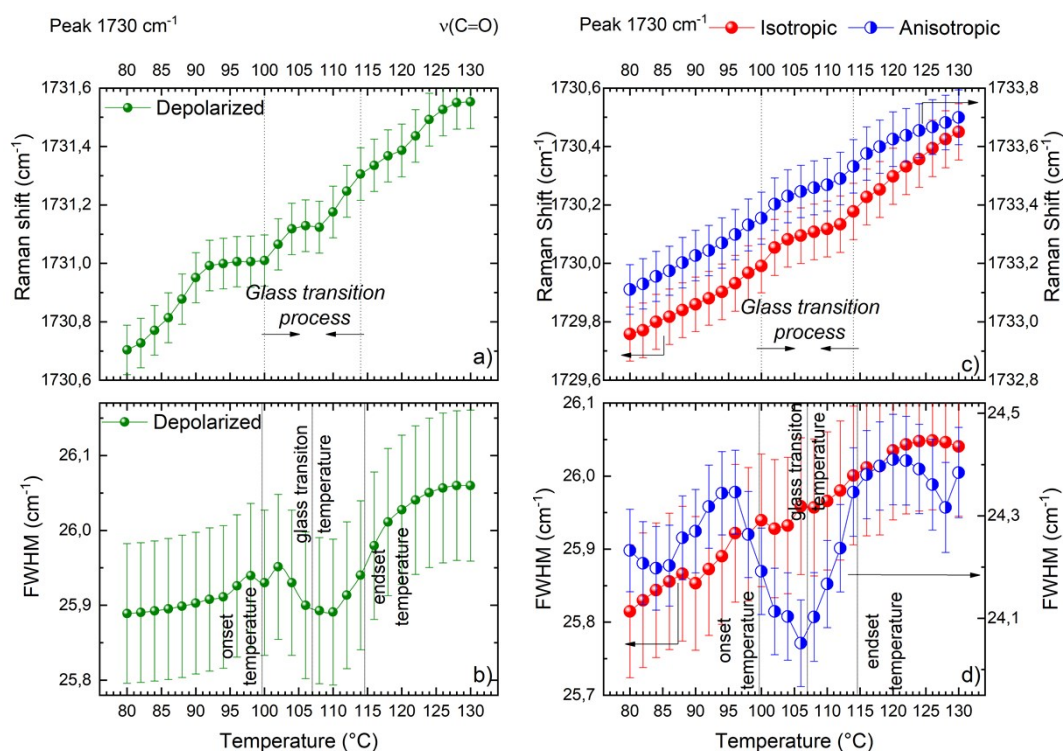 Peak 1730 cm⁻¹ ν(C=O)
80 85 90 95 100 105 110 115 120 125 130
1731,6
1731,4
1731,2
1731,0
1730,8
1730,6
Raman shift (cm⁻¹)
Depolarized
Glass transition
process
a)
26,1
26,0
25,9
25,8
FWHM (cm⁻¹)
Depolarized
onset
temperature
glass transition
temperature
endset
temperature
b)
80 85 90 95 100 105 110 115 120 125 130
Temperature (°C)
Peak 1730 cm⁻¹ Isotropic Anisotropic
80 85 90 95 100 105 110 115 120 125 130
1730,6
1730,4
1730,2
1730,0
1729,8
1729,6
Raman Shift (cm⁻¹)
Glass transition
process
c)
1733,8
1733,6
1733,4
1733,2
1733,0
1732,8
Raman Shift (cm⁻¹)
26,1
26,0
25,9
25,8
25,7
FWHM (cm⁻¹)
onset
temperature
glass transiton
temperature
endset
temperature
d)
24,5
24,3
24,1
FWHM (cm⁻¹)
80 85 90 95 100 105 110 115 120 125 130
Temperature (°C)